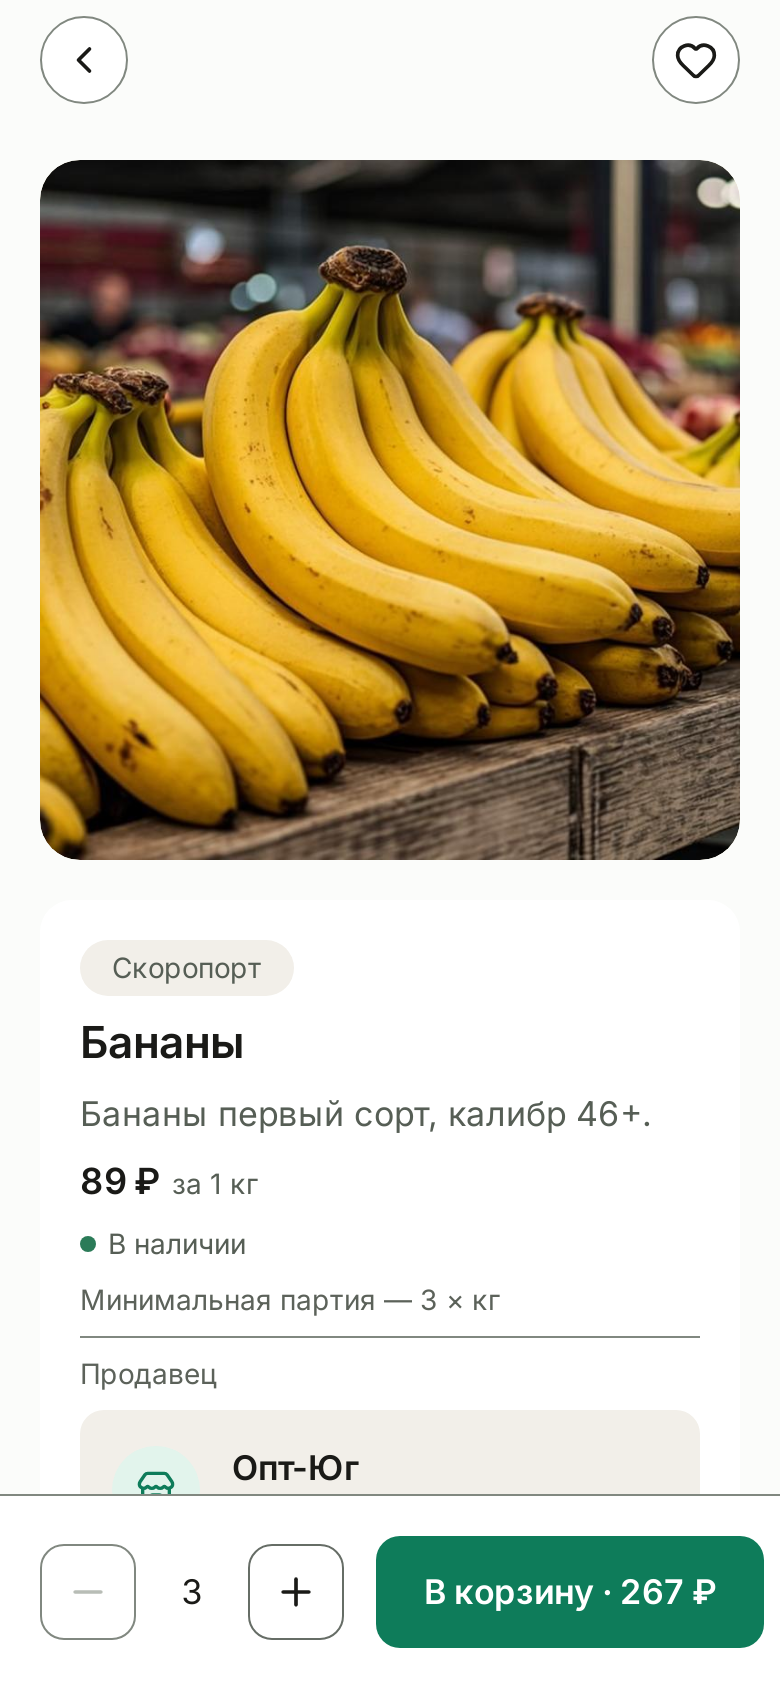 Скоропорт
Бананы
Бананы первый сорт, калибр 46+.
89 ₽ за 1 кг
В наличии
Минимальная партия — 3 × кг
Продавец
Опт-Юг
3
В корзину · 267 ₽